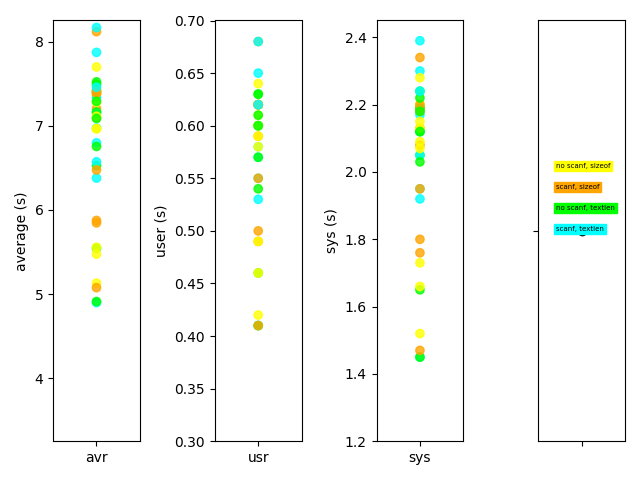 average (s)
8
7
6
5
4
avr
user (s)
0.70
0.65
0.60
0.55
0.50
0.45
0.40
0.35
0.30
usr
sys (s)
2.4
2.2
2.0
1.8
1.6
1.4
1.2
sys
no scanf, sizeof
scanf, sizeof
no scanf, textlen
scanf, textlen